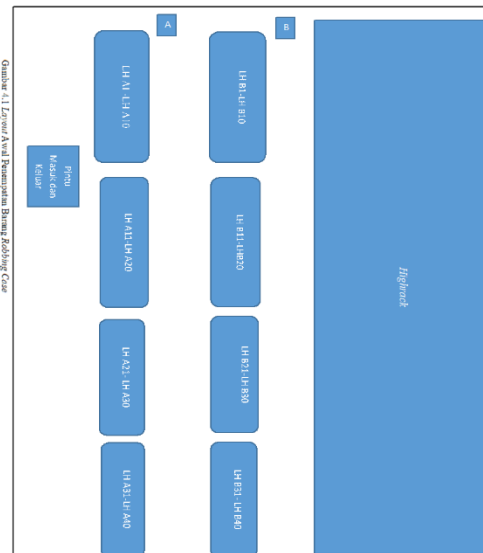 A
B
LH A1 -LH A10
LH B1-LH B10
Highrack
Pintu
Masuk dan
Keluar
LH A11-LH A20
LH B11-LHB20
LH A21- LH A30
LH B21-LH B30
LH A31-LH A40
LH B31- LH B40
Gambar 4.1 Layout Awal Penempatan Barang Robbing Case